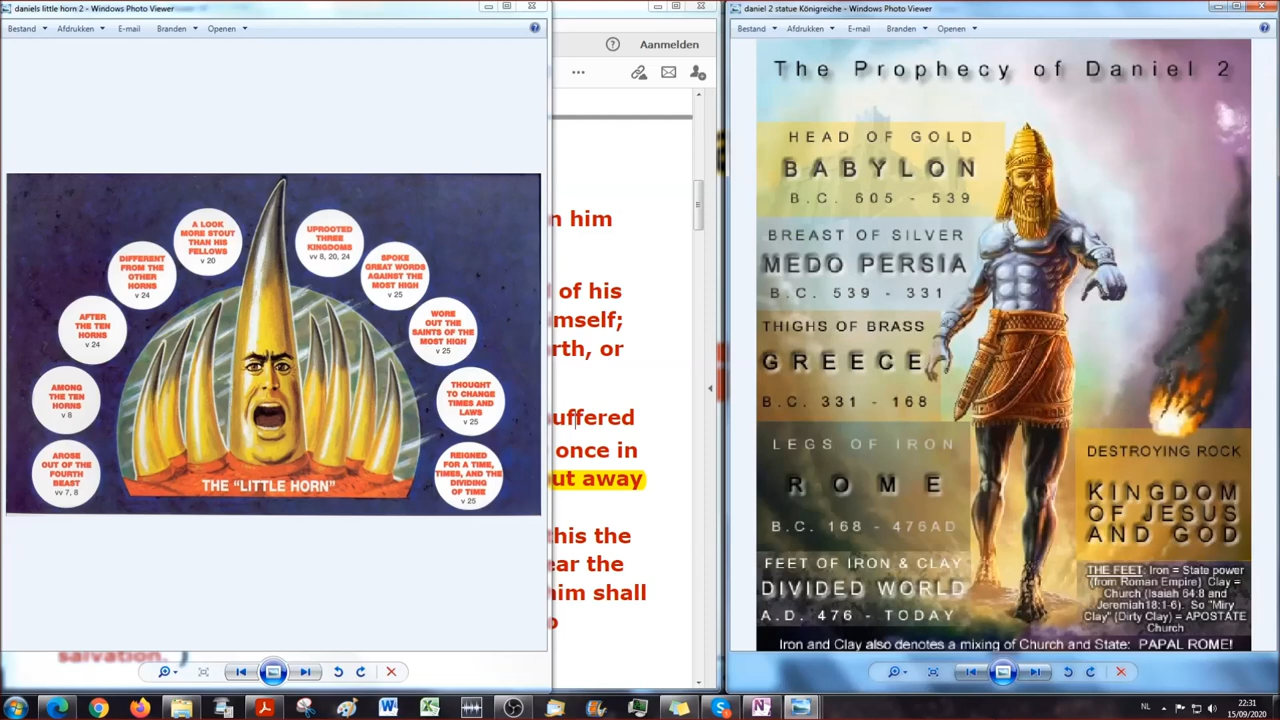 daniels little horn 2 - Windows Photo Viewer
Bestand
Afdrukken
E-mail
Branden
Openen
A LOOK
MORE STOUT
THAN HIS
FELLOWS
v 20
UPROOTED
THREE
KINGDOMS
vv 8, 20, 24
DIFFERENT
FROM THE
OTHER
HORNS
v 24
SPOKE
GREAT WORDS
AGAINST THE
MOST HIGH
v 25
AFTER
THE TEN
HORNS
v 24
WORE
OUT THE
SAINTS OF THE
MOST HIGH
v 25
AMONG
THE TEN
HORNS
v 8
THOUGHT
TO CHANGE
TIMES AND
LAWS
v 25
AROSE
OUT OF THE
FOURTH
BEAST
vv 7, 8
REIGNED
FOR A TIME,
TIMES, AND THE
DIVIDING
OF TIME
v 25
THE "LITTLE HORN"
salvation. )
Aanmelden
n him
of his
mself;
rth, or
uffered
once in
ut away
his the
ear the
him shall
o
daniel 2 statue Königreiche - Windows Photo Viewer
Bestand
Afdrukken
E-mail
Branden
Openen
The Prophecy of Daniel 2
HEAD OF GOLD
BABYLON
B.C. 605 - 539
BREAST OF SILVER
MEDO PERSIA
B.C. 539 - 331
THIGHS OF BRASS
GREECE
B.C. 331 - 168
LEGS OF IRON
ROME
B.C. 168 - 476AD
FEET OF IRON & CLAY
DIVIDED WORLD
A.D. 476 - TODAY
DESTROYING ROCK
KINGDOM
OF JESUS
AND GOD
THE FEET: Iron = State power
(from Roman Empire) Clay =
Church (Isaiah 64:8 and
Jeremiah18:1-6). So "Miry
Clay" (Dirty Clay) = APOSTATE
Church
Iron and Clay also denotes a mixing of Church and State: PAPAL ROME!
NL
22:31
15/09/2020